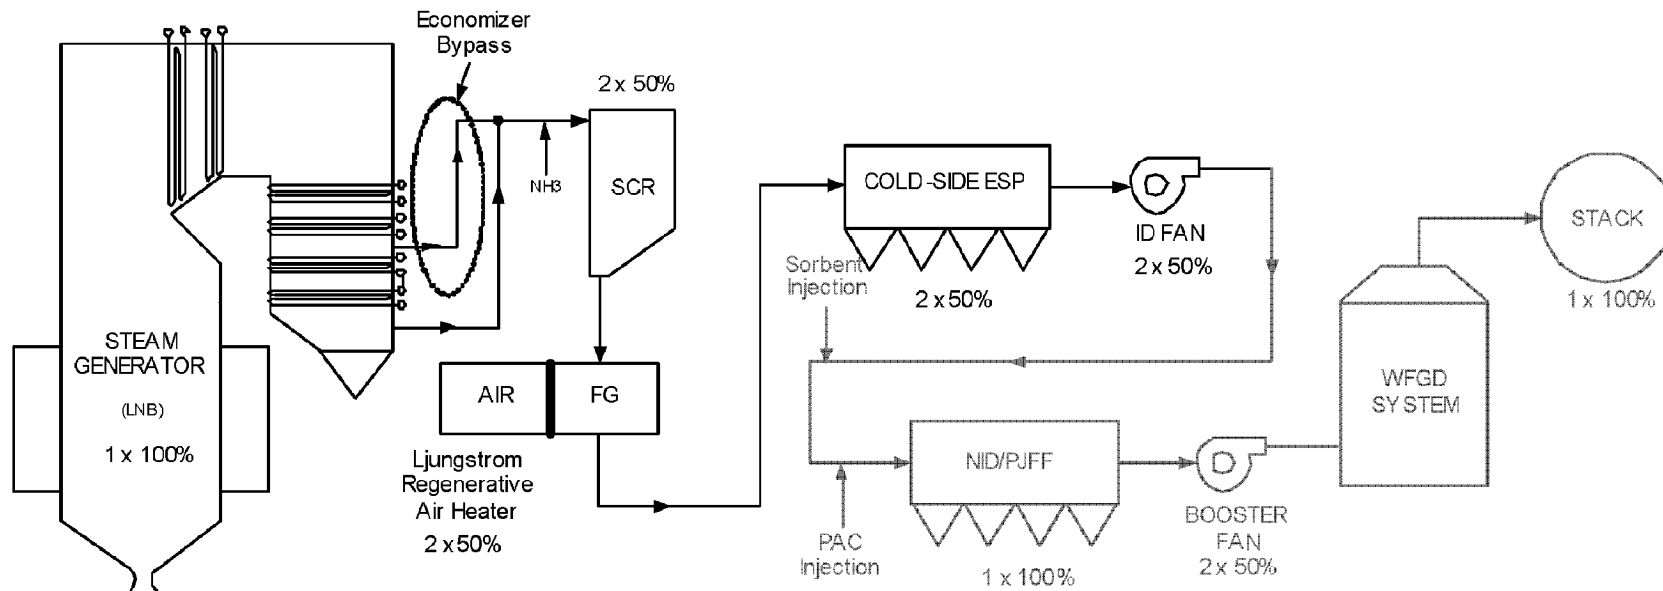 Economizer
Bypass
2 x 50%
NH3
SCR
STEAM
GENERATOR
(LNB)
1 x 100%
AIR
FG
Ljungstrom
Regenerative
Air Heater
2 x 50%
COLD-SIDE ESP
2 x 50%
ID FAN
2 x 50%
Sorbent
Injection
NID/PJFF
PAC
Injection
1 x 100%
BOOSTER
FAN
2 x 50%
WFGD
SYSTEM
STACK
1 x 100%